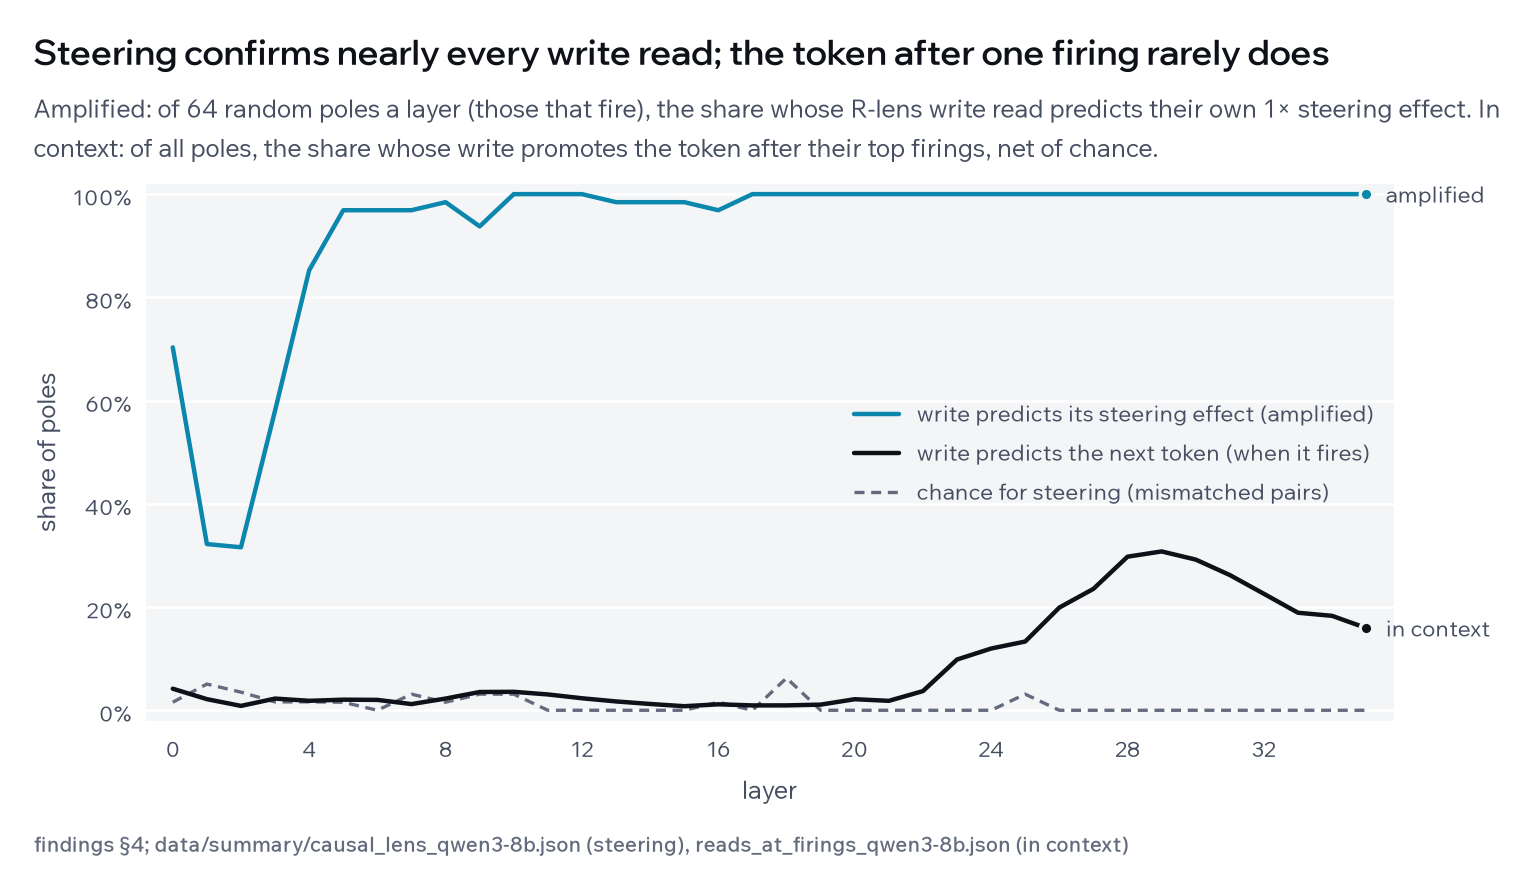 Steering confirms nearly every write read; the token after one firing rarely does
Amplified: of 64 random poles a layer (those that fire), the share whose R-lens write read predicts their own 1× steering effect. In
context: of all poles, the share whose write promotes the token after their top firings, net of chance.
100%
amplified
80%
60%
write predicts its steering effect (amplified)
write predicts the next token (when it fires)
chance for steering (mismatched pairs)
40%
20%
in context
0%
share of poles
0 4 8 12 16 20 24 28 32
layer
findings §4; data/summary/causal_lens_qwen3-8b.json (steering), reads_at_firings_qwen3-8b.json (in context)